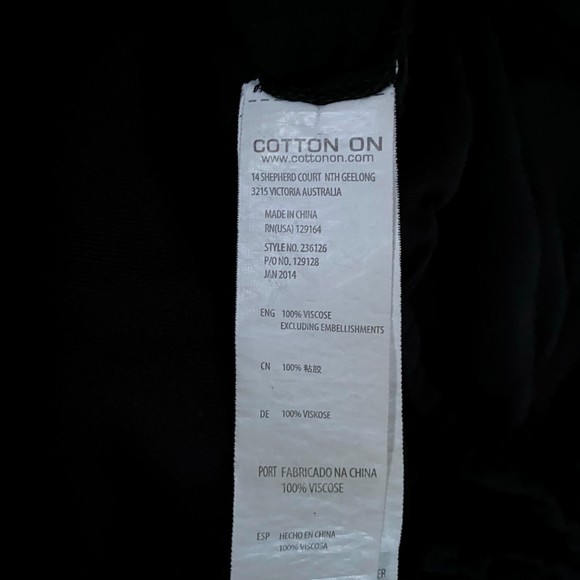 COTTON ON
www.cottonon.com
14 SHEPHERD COURT NTH GEELONG
3215 VICTORIA AUSTRALIA
MADE IN CHINA
RN(USA) 129164
STYLE NO. 236126
P/O NO. 129128
JAN 2014
ENG 100% VISCOSE
EXCLUDING EMBELLISHMENTS
CN 100% 粘胶
DE 100% VISKOSE
PORT FABRICADO NA CHINA
100% VISCOSE
ESP HECHO EN CHINA
100% VISCOSA
ER